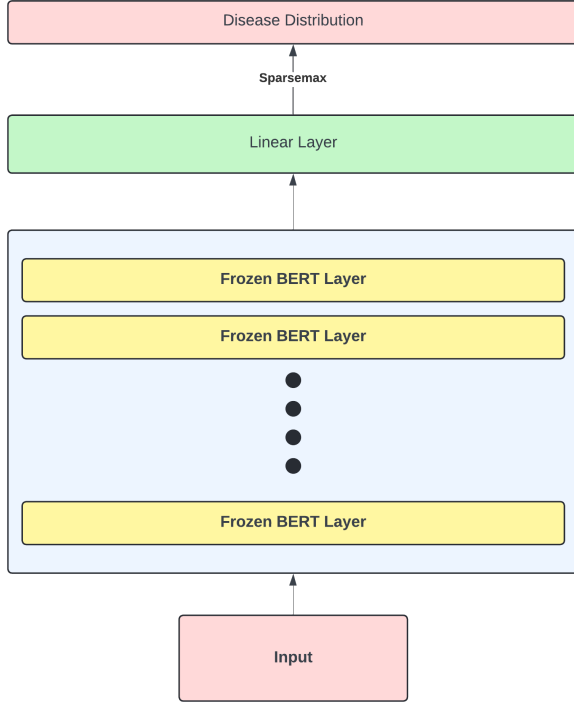 Disease Distribution
Sparsemax
Linear Layer
Frozen BERT Layer
Frozen BERT Layer
Frozen BERT Layer
Input